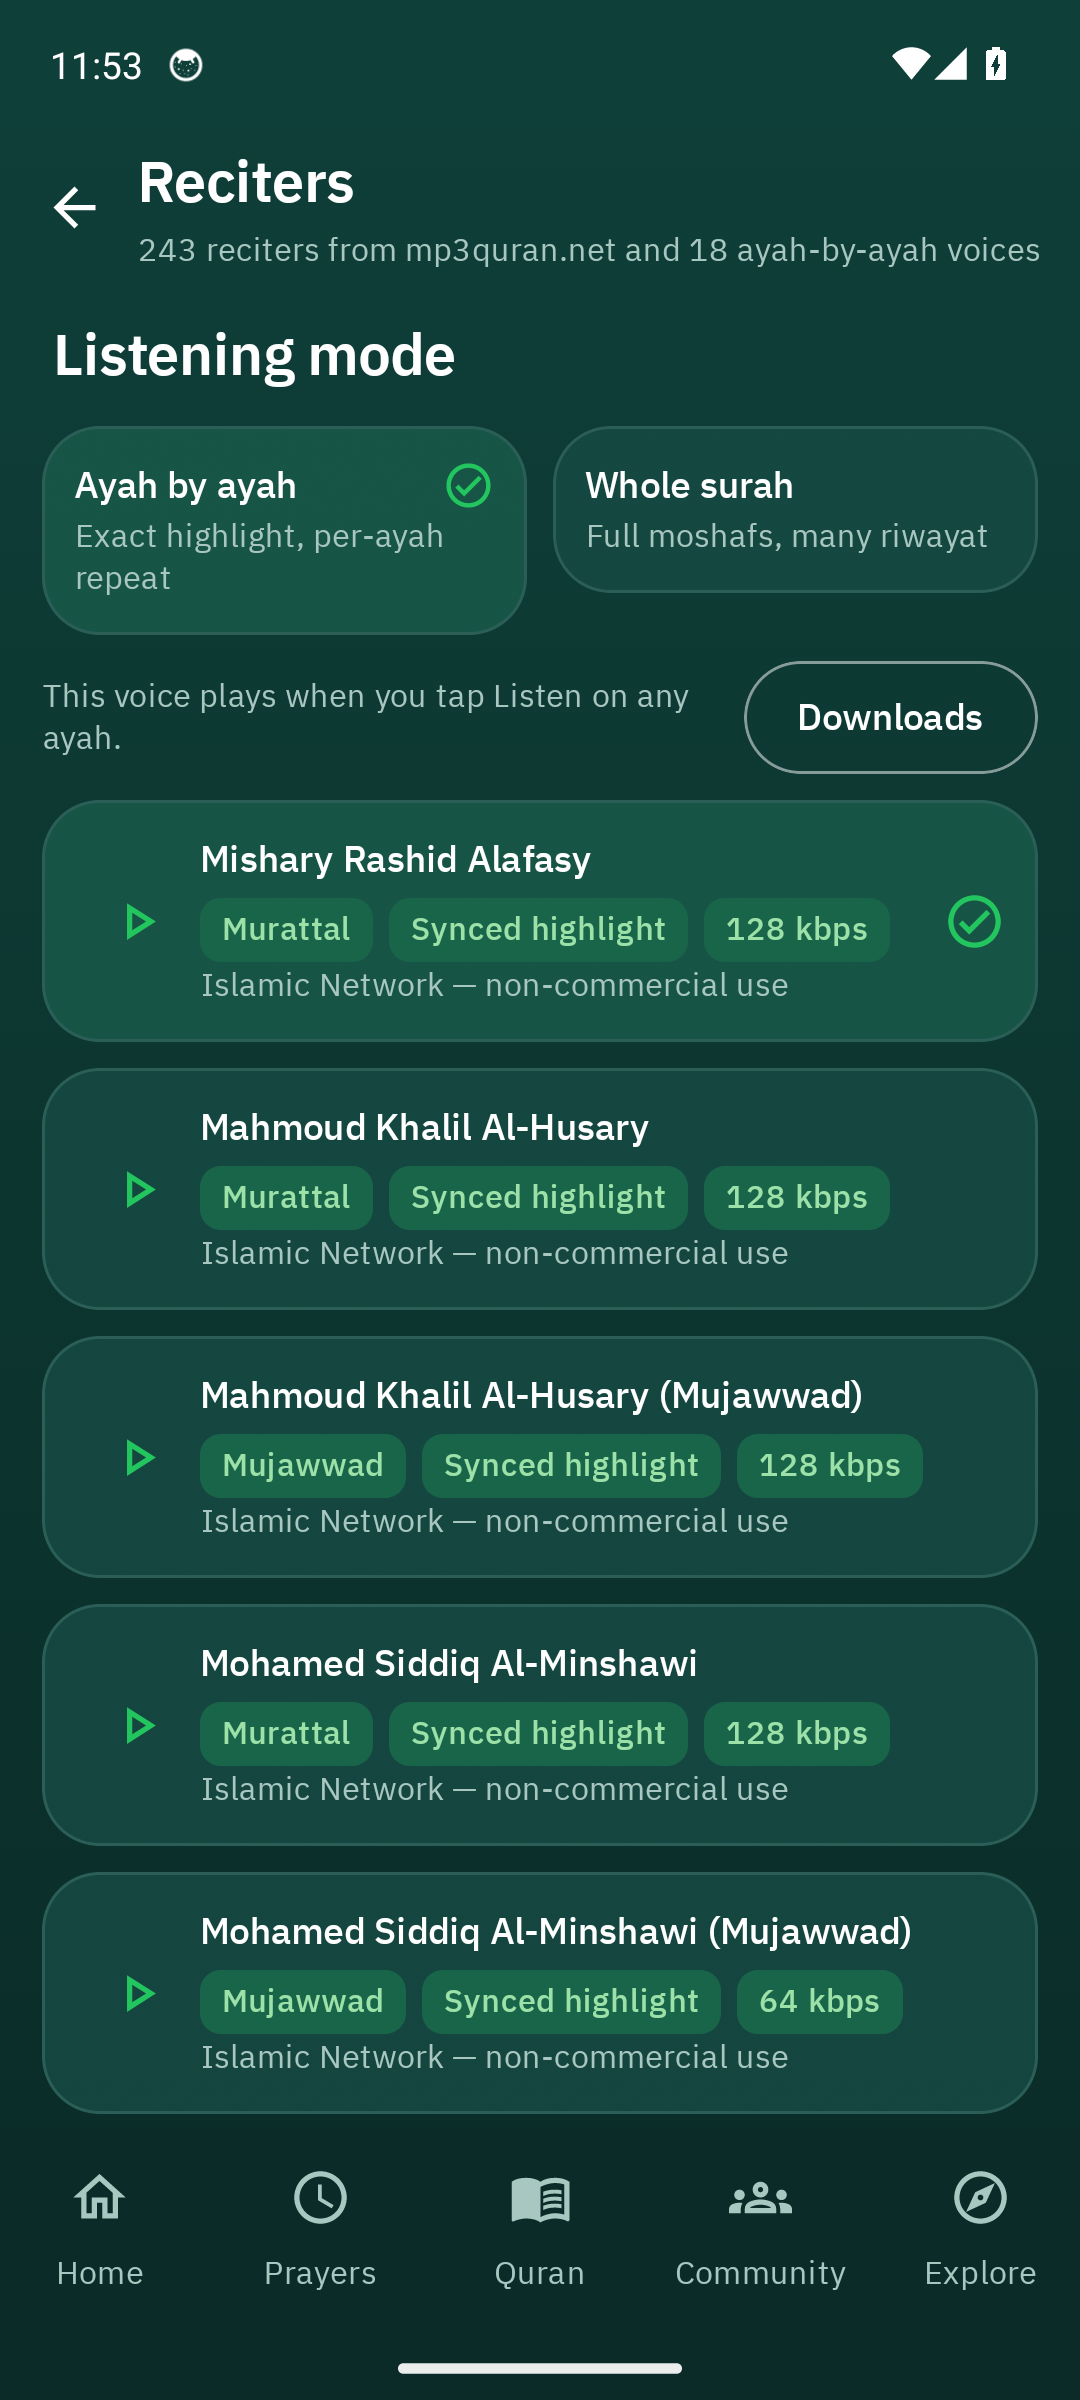 11:53
Reciters
243 reciters from mp3quran.net and 18 ayah-by-ayah voices
Listening mode
Ayah by ayah
Exact highlight, per-ayah
repeat
Whole surah
Full moshafs, many riwayat
This voice plays when you tap Listen on any
ayah.
Downloads
Mishary Rashid Alafasy
Murattal Synced highlight 128 kbps
Islamic Network — non-commercial use
Mahmoud Khalil Al-Husary
Murattal Synced highlight 128 kbps
Islamic Network — non-commercial use
Mahmoud Khalil Al-Husary (Mujawwad)
Mujawwad Synced highlight 128 kbps
Islamic Network — non-commercial use
Mohamed Siddiq Al-Minshawi
Murattal Synced highlight 128 kbps
Islamic Network — non-commercial use
Mohamed Siddiq Al-Minshawi (Mujawwad)
Mujawwad Synced highlight 64 kbps
Islamic Network — non-commercial use
Home Prayers Quran Community Explore